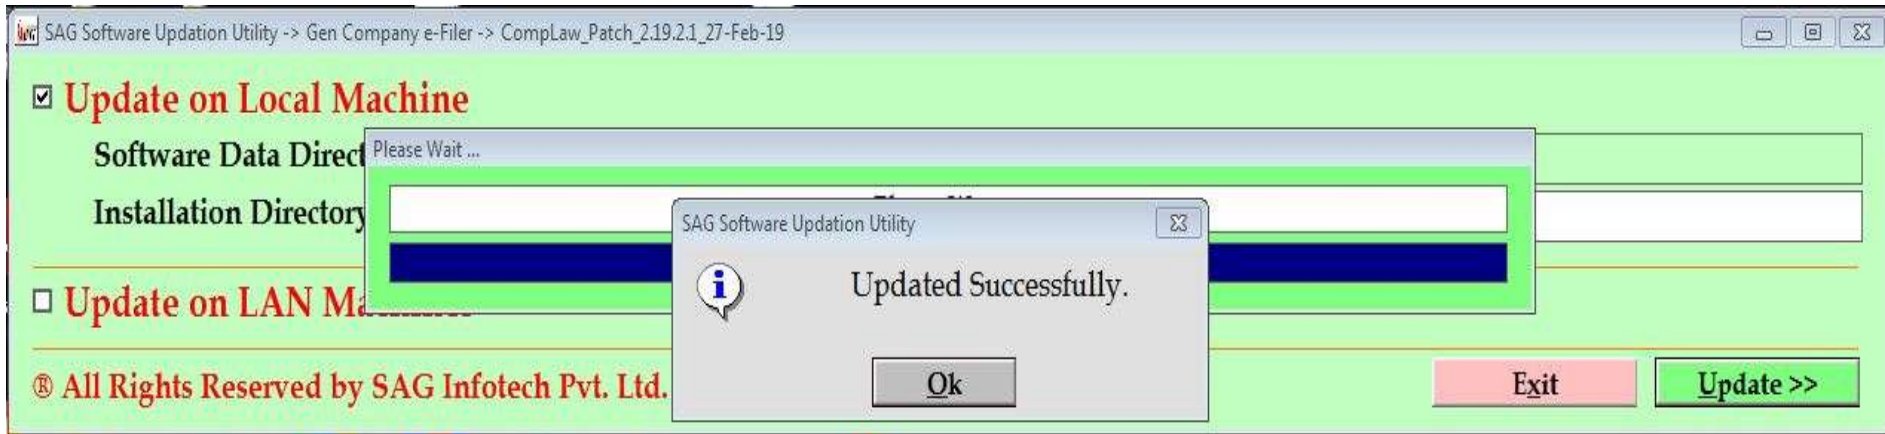 SAG Software Updation Utility -> Gen Company e-Filer -> CompLaw_Patch_2.19.2.1_27-Feb-19
Update on Local Machine
Software Data Direct
Please Wait ...
Installation Directory
SAG Software Updation Utility
Updated Successfully.
Update on LAN
® All Rights Reserved by SAG Infotech Pvt. Ltd.
Ok
Exit
Update >>